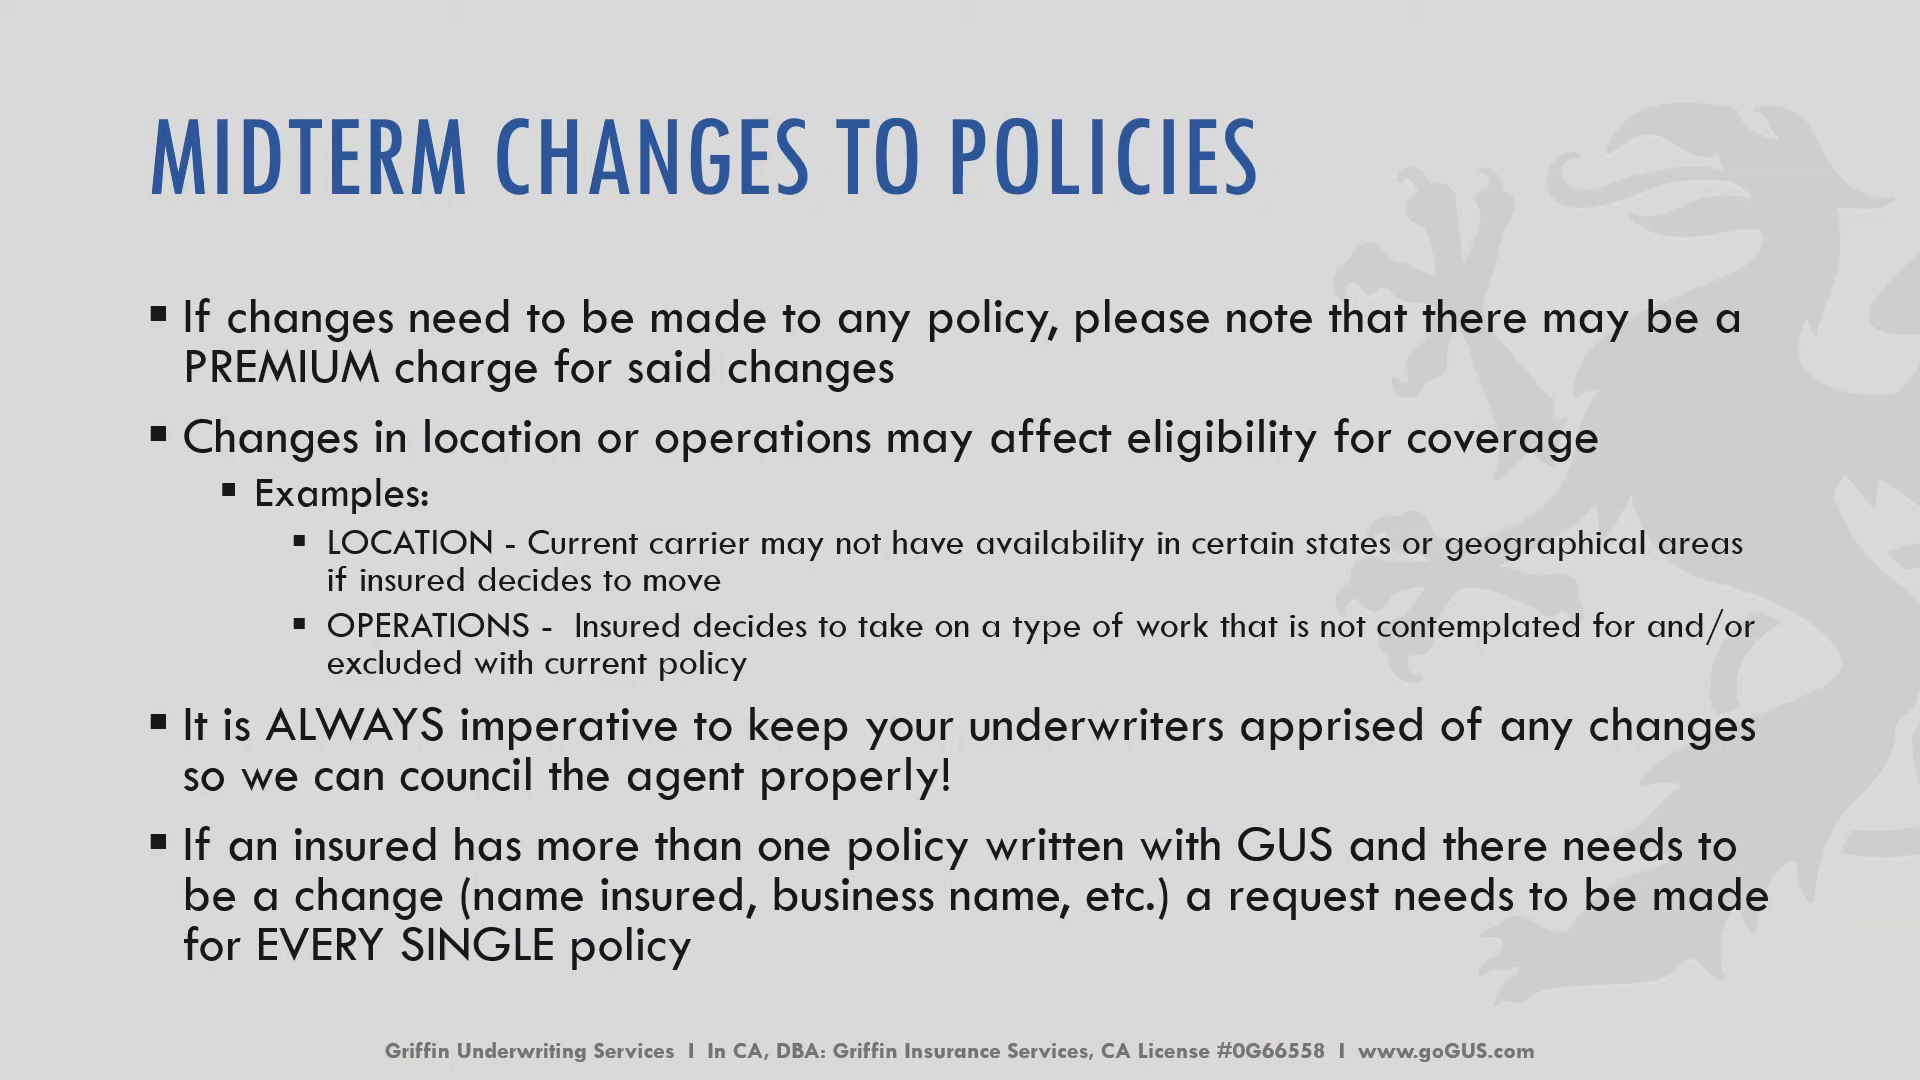 MIDTERM CHANGES TO POLICIES
▪ If changes need to be made to any policy, please note that there may be a
PREMIUM charge for said changes
▪ Changes in location or operations may affect eligibility for coverage
▪ Examples:
▪ LOCATION - Current carrier may not have availability in certain states or geographical areas
if insured decides to move
▪ OPERATIONS -  Insured decides to take on a type of work that is not contemplated for and/or
excluded with current policy
▪ It is ALWAYS imperative to keep your underwriters apprised of any changes
so we can council the agent properly!
▪ If an insured has more than one policy written with GUS and there needs to
be a change (name insured, business name, etc.) a request needs to be made
for EVERY SINGLE policy
Griffin Underwriting Services I In CA, DBA: Griffin Insurance Services, CA License #0G66558 I www.goGUS.com